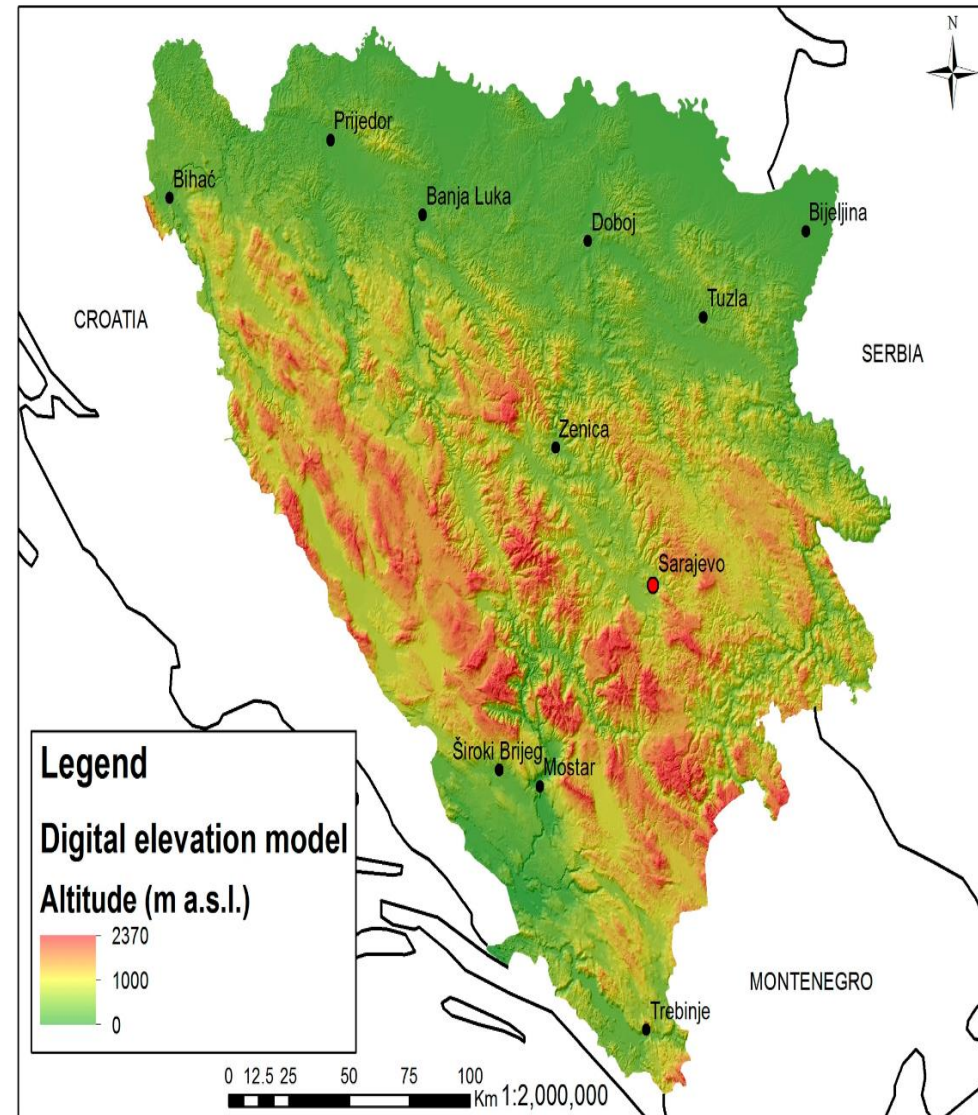 N
Prijedor
Bihać
Banja Luka
Doboj
Bijeljina
Tuzla
CROATIA
SERBIA
Zenica
Sarajevo
Široki Brijeg
Mostar
Trebinje
MONTENEGRO
Legend
Digital elevation model
Altitude (m a.s.l.)
2370
1000
0
0 12.5 25 50 75 100
Km 1:2,000,000